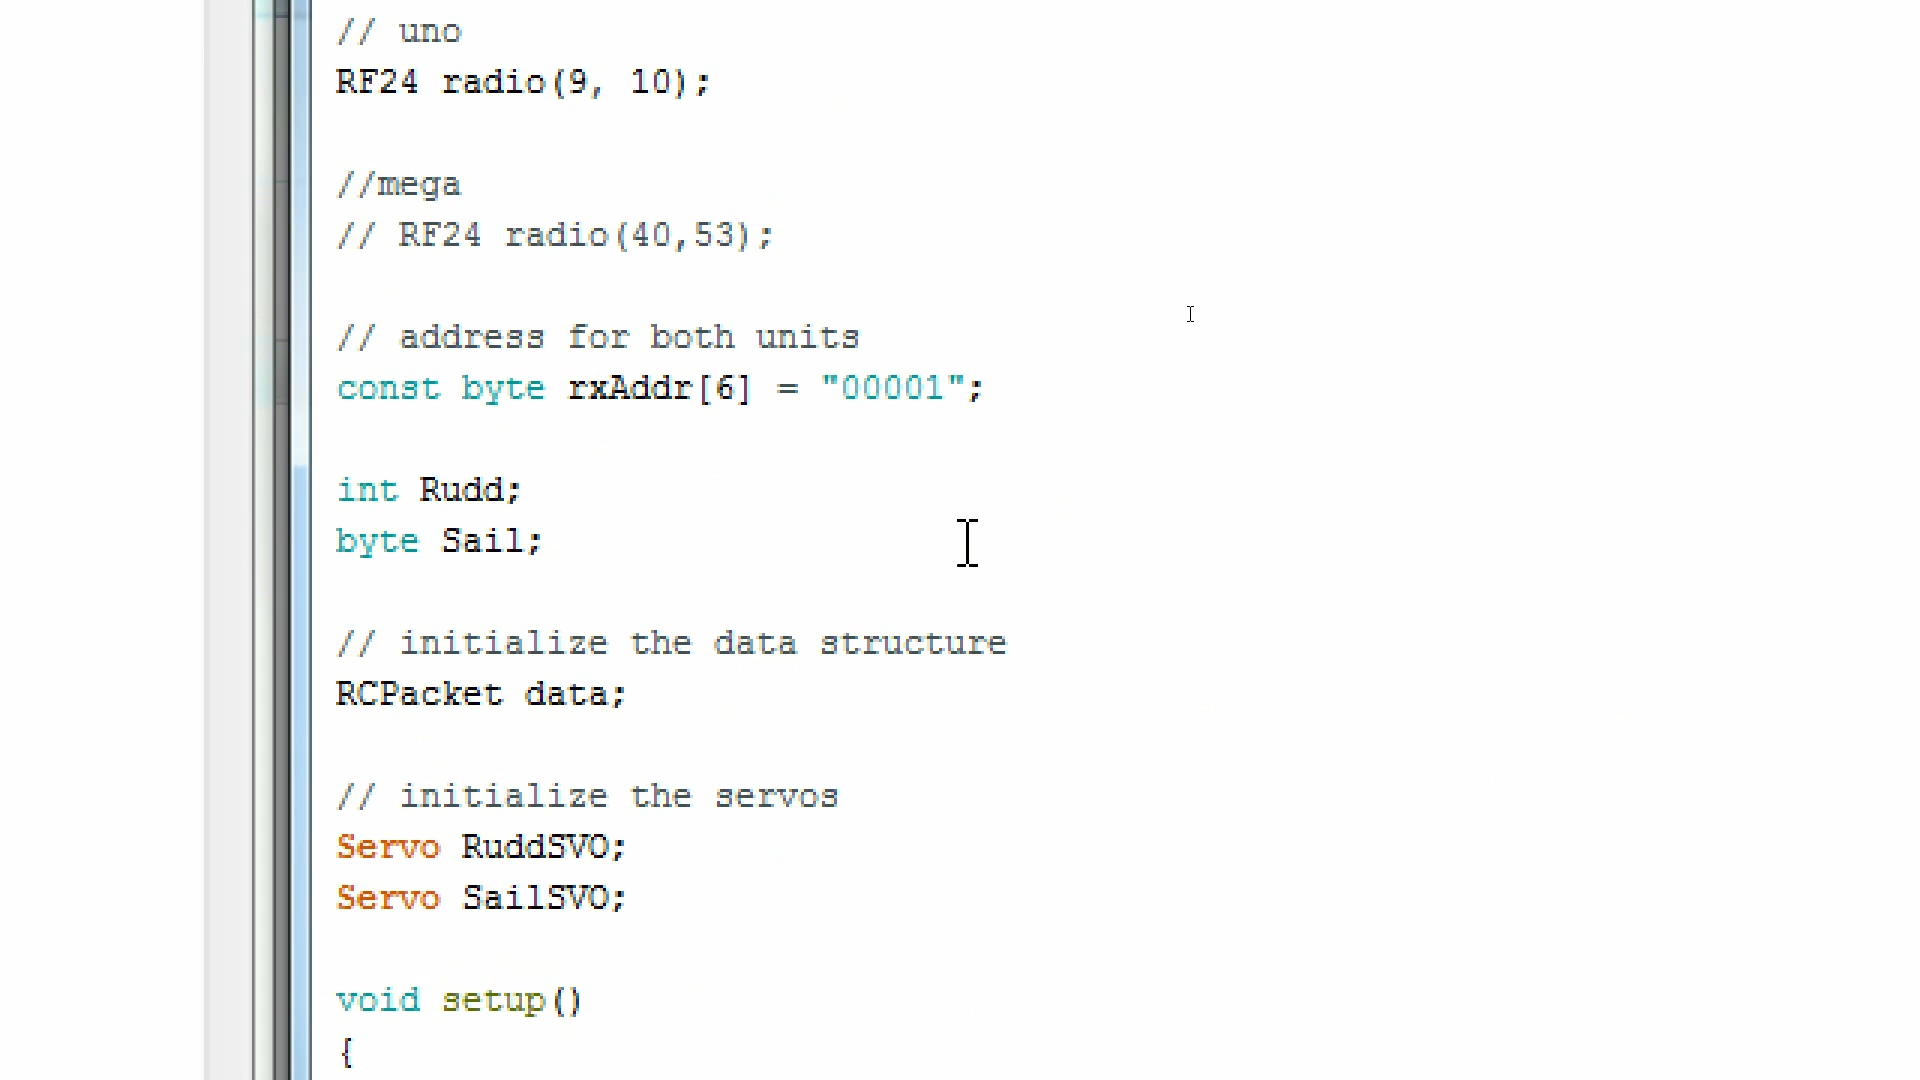 // uno
RF24 radio(9, 10);
//mega
// RF24 radio(40,53);
// address for both units
const byte rxAddr[6] = "00001";
int Rudd;
byte Sail;
// initialize the data structure
RCPacket data;
// initialize the servos
Servo RuddSVO;
Servo SailSVO;
void setup()
{